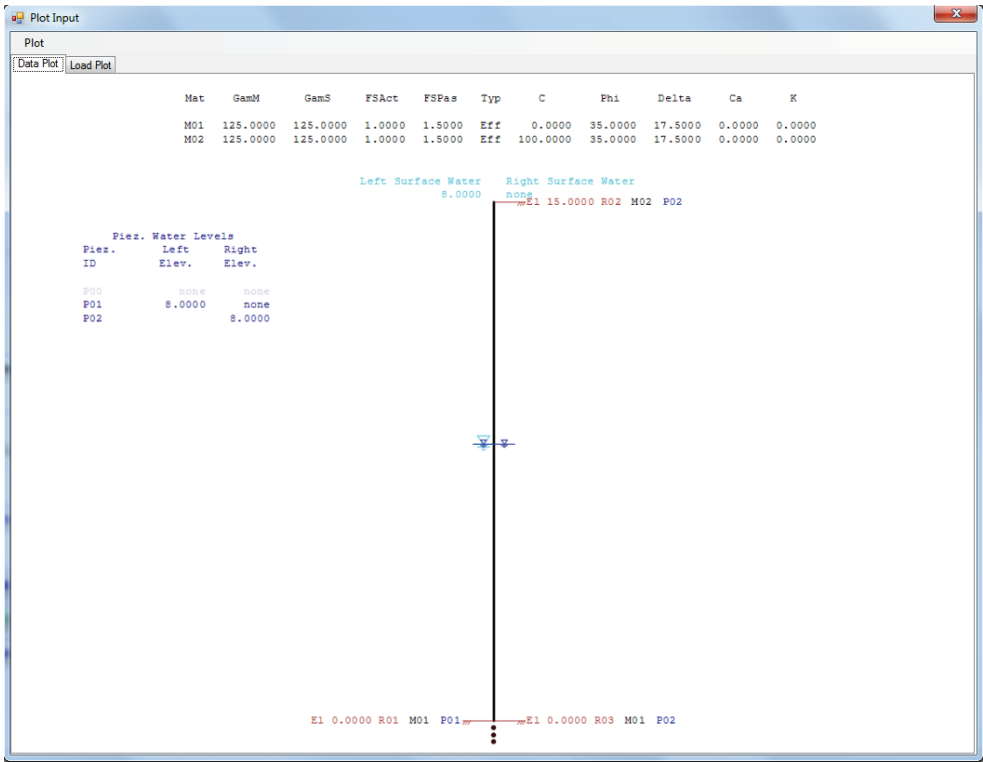 Plot Input
Plot
Data Plot Load Plot
Mat GamM GamS FSAct FSPas Typ C Phi Delta Ca K
M01 125.0000 125.0000 1.0000 1.5000 Eff 0.0000 35.0000 17.5000 0.0000 0.0000
M02 125.0000 125.0000 1.0000 1.5000 Eff 100.0000 35.0000 17.5000 0.0000 0.0000
Left Surface Water Right Surface Water
8.0000 none
El 15.0000 R02 M02 P02
Piez. Water Levels
Piez. Left Right
ID Elev. Elev.
P00 none none
P01 8.0000 none
P02 8.0000
El 0.0000 R01 M01 P01 El 0.0000 R03 M01 P02